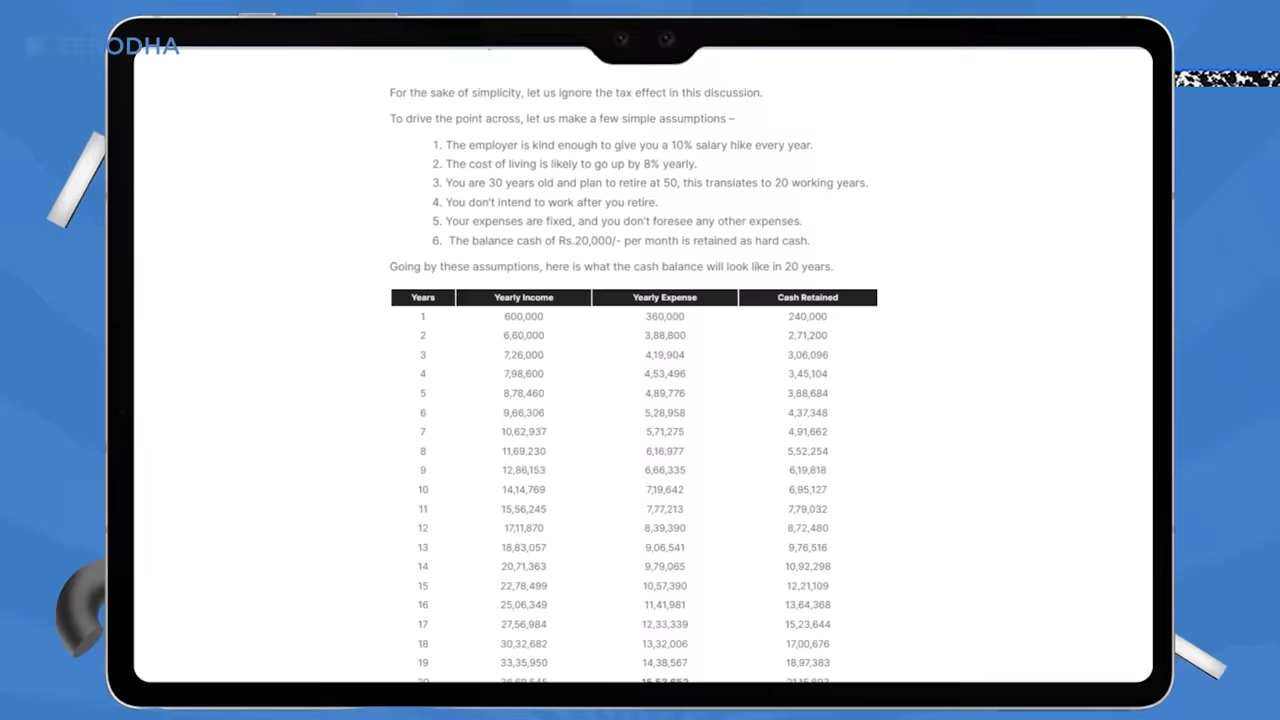 ODHA
For the sake of simplicity, let us ignore the tax effect in this discussion.
To drive the point across, let us make a few simple assumptions –
1. The employer is kind enough to give you a 10% salary hike every year.
2. The cost of living is likely to go up by 8% yearly.
3. You are 30 years old and plan to retire at 50, this translates to 20 working years.
4. You don't intend to work after you retire.
5. Your expenses are fixed, and you don't foresee any other expenses.
6. The balance cash of Rs.20,000/- per month is retained as hard cash.
Going by these assumptions, here is what the cash balance will look like in 20 years.
Years Yearly Income Yearly Expense Cash Retained
1 600,000 360,000 240,000
2 6,60,000 3,88,800 2,71,200
3 7,26,000 4,19,904 3,06,096
4 7,98,600 4,53,496 3,45,104
5 8,78,460 4,89,776 3,88,684
6 9,66,306 5,28,958 4,37,348
7 10,62,937 5,71,275 4,91,662
8 11,69,230 6,16,977 5,52,254
9 12,86,153 6,66,335 6,19,818
10 14,14,769 7,19,642 6,95,127
11 15,56,245 7,77,213 7,79,032
12 17,11,870 8,39,390 8,72,480
13 18,83,057 9,06,541 9,76,516
14 20,71,363 9,79,065 10,92,298
15 22,78,499 10,57,390 12,21,109
16 25,06,349 11,41,981 13,64,368
17 27,56,984 12,33,339 15,23,644
18 30,32,682 13,32,006 17,00,676
19 33,35,950 14,38,567 18,97,383